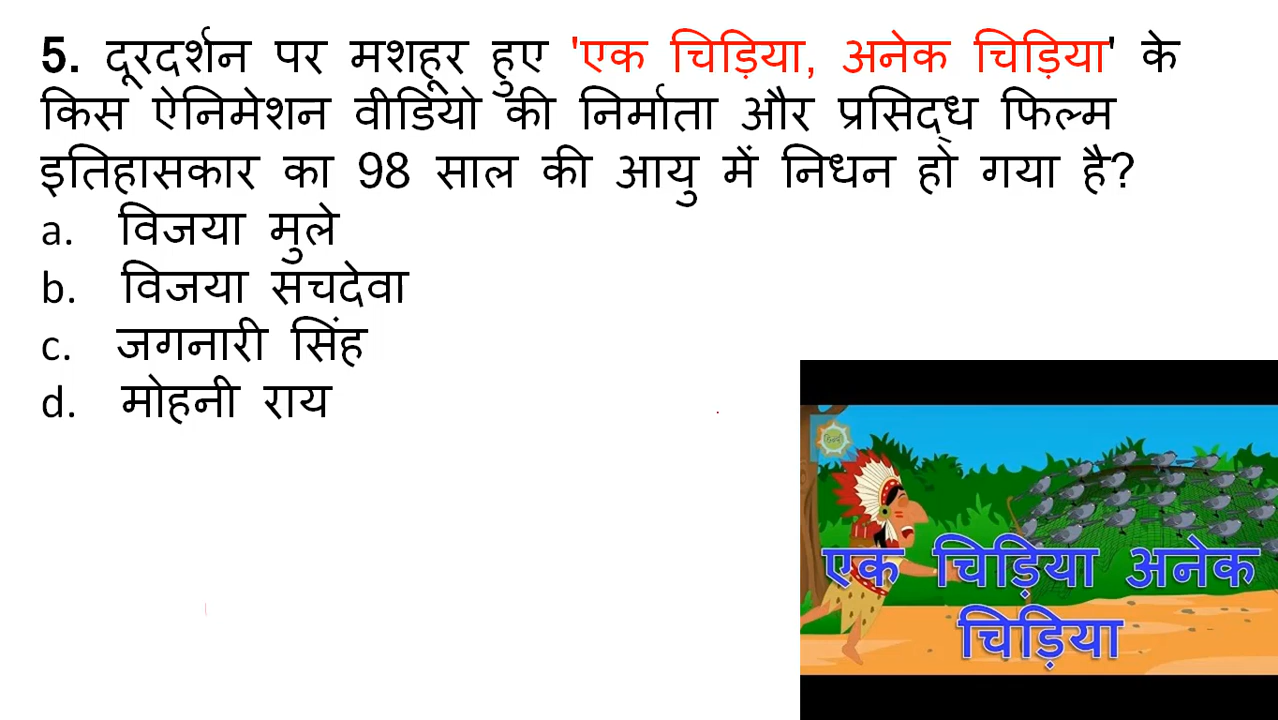 5. दूरदर्शन पर मशहूर हुए 'एक चिड़िया, अनेक चिड़िया' के
किस ऐनिमेशन वीडियो की निर्माता और प्रसिद्ध फिल्म
इतिहासकार का 98 साल की आयु में निधन हो गया है?
a. विजया मुले
b. विजया सचदेवा
c. जगनारी सिंह
d. मोहनी राय
एक चिड़िया अनेक
चिड़िया